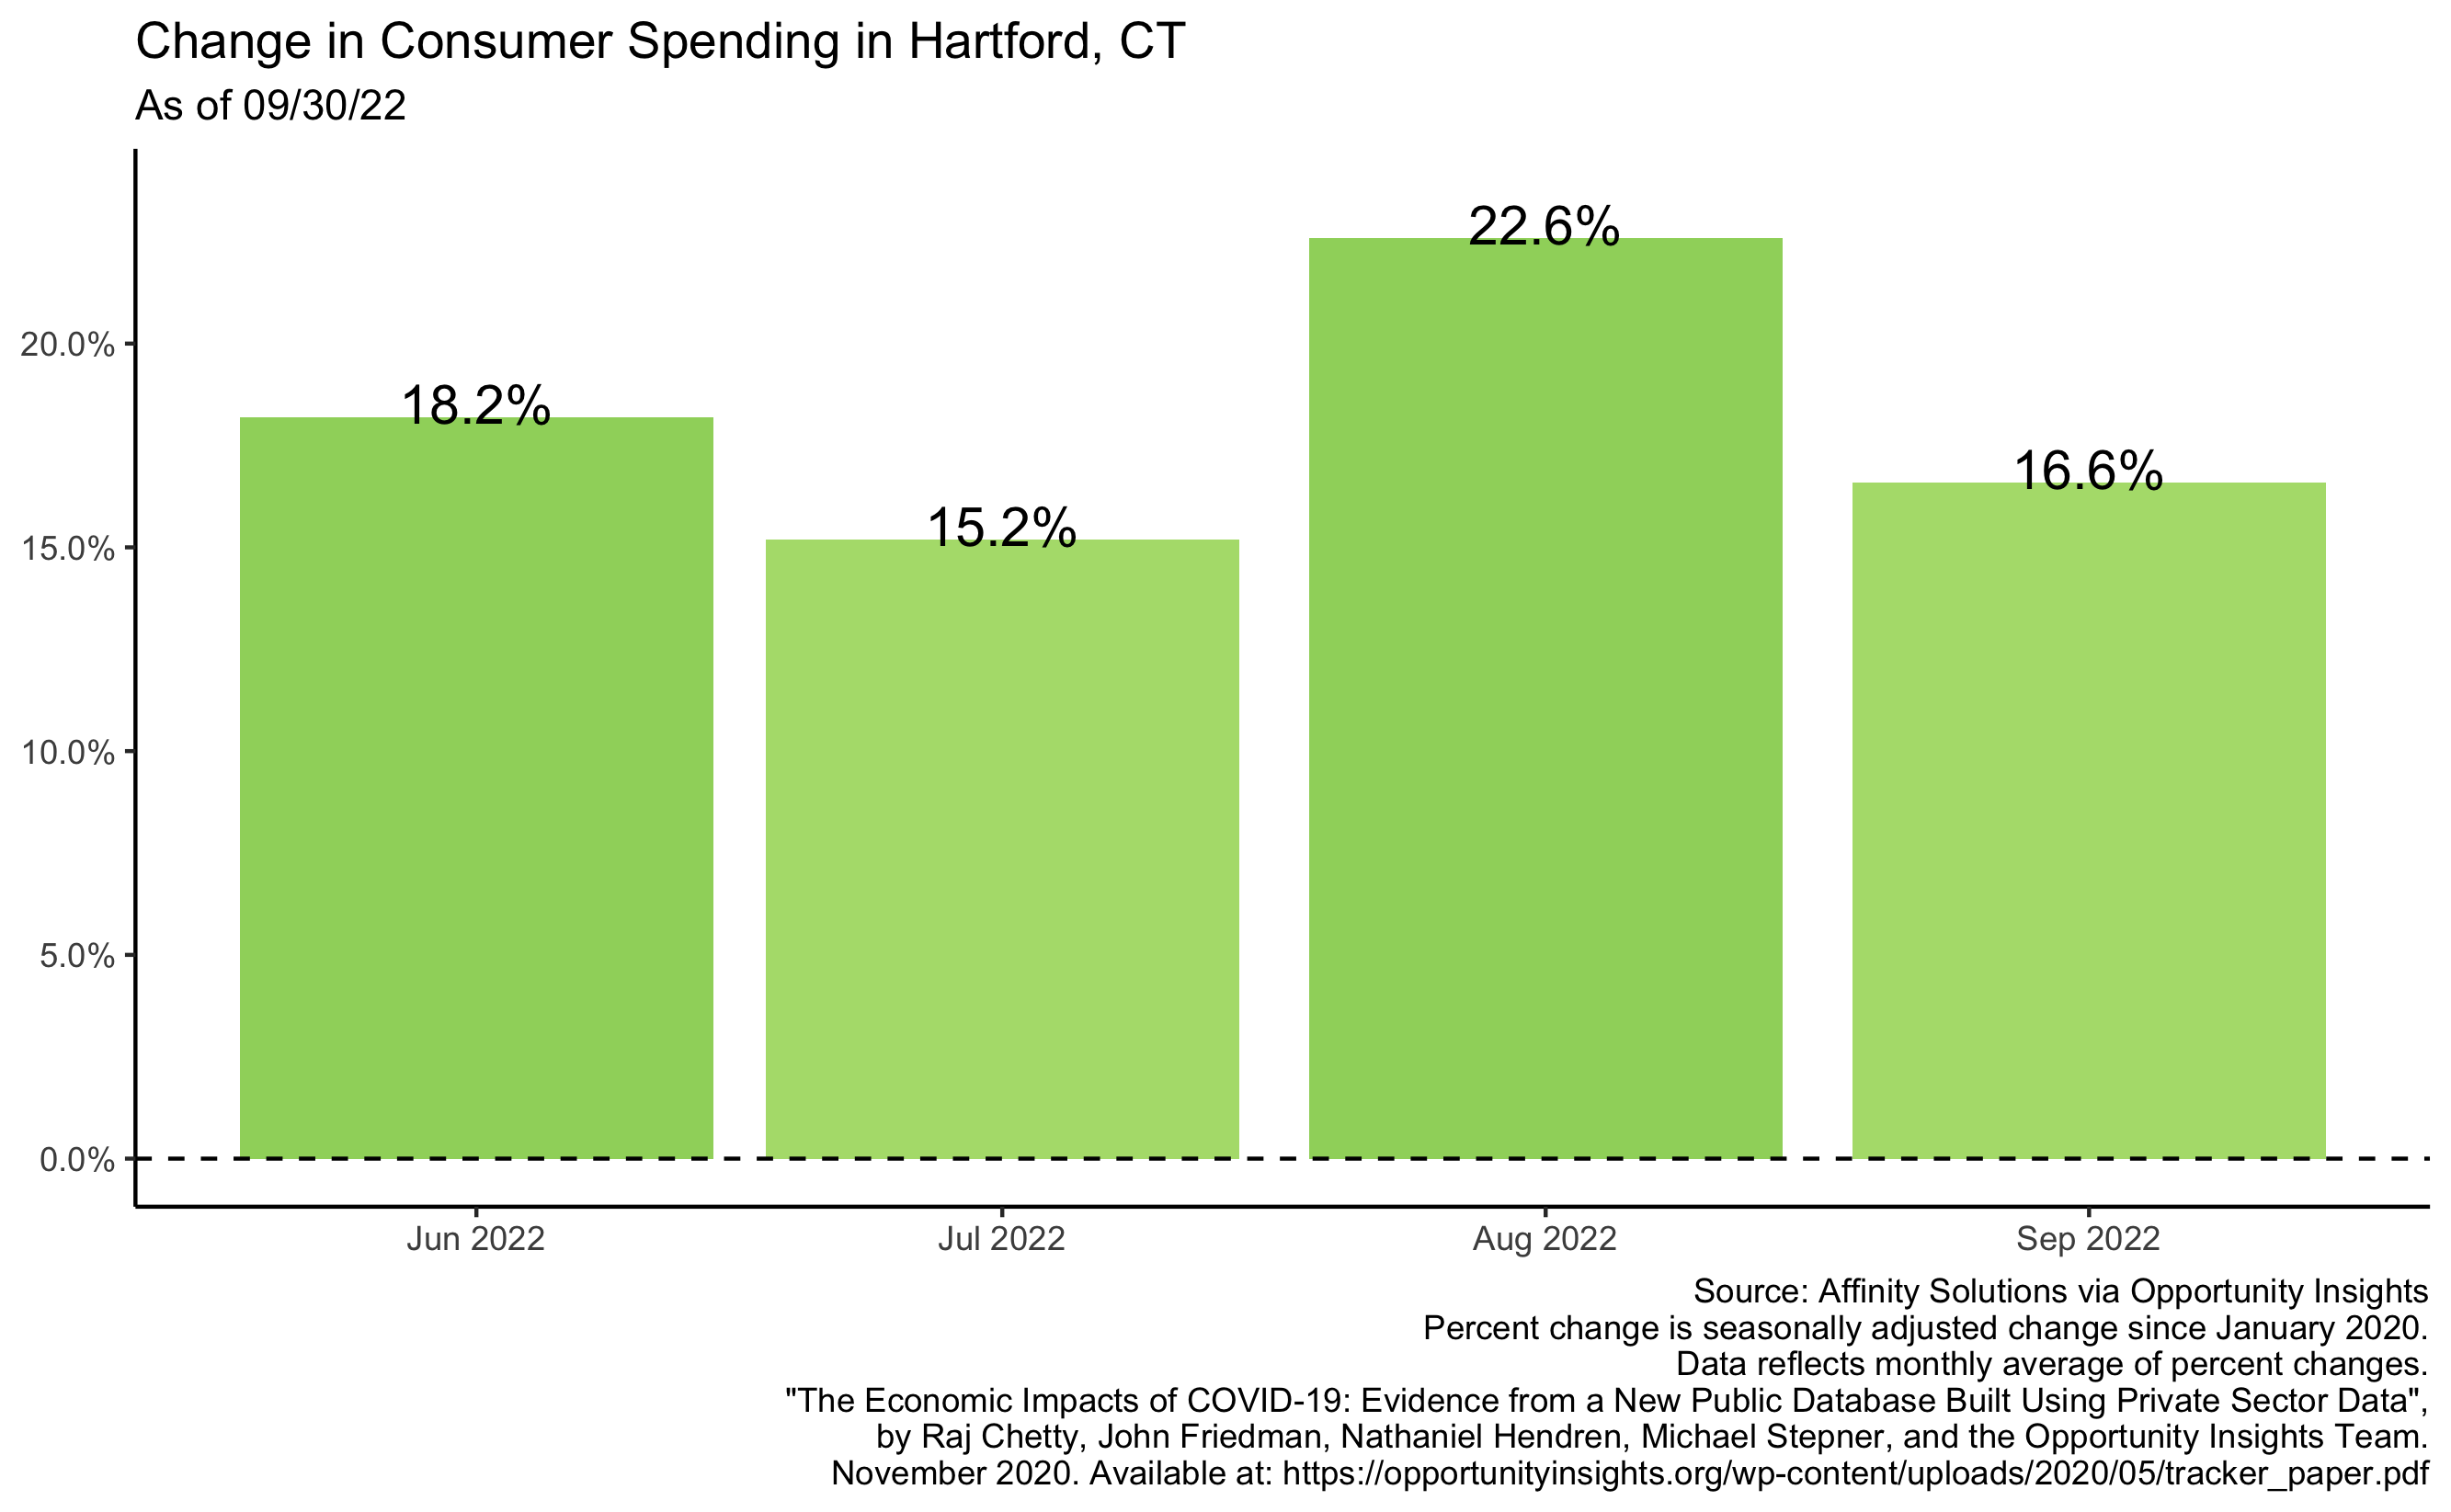 Change in Consumer Spending in Hartford, CT
As of 09/30/22
22.6%
20.0%
18.2%
16.6%
15.2%
15.0%
10.0%
5.0%
0.0%
Jun 2022
Jul 2022
Aug 2022
Sep 2022
Source: Affinity Solutions via Opportunity Insights
Percent change is seasonally adjusted change since January 2020.
Data reflects monthly average of percent changes.
"The Economic Impacts of COVID-19: Evidence from a New Public Database Built Using Private Sector Data",
by Raj Chetty, John Friedman, Nathaniel Hendren, Michael Stepner, and the Opportunity Insights Team.
November 2020. Available at: https://opportunityinsights.org/wp-content/uploads/2020/05/tracker_paper.pdf